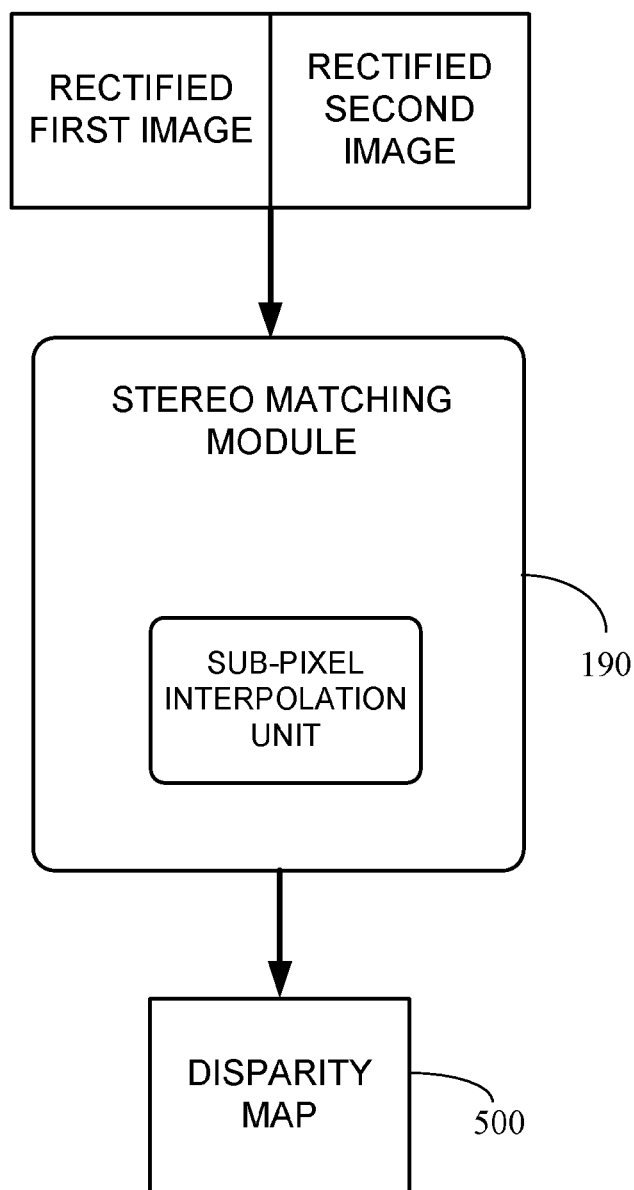 RECTIFIED
FIRST IMAGE
RECTIFIED
SECOND
IMAGE
STEREO MATCHING
MODULE
SUB-PIXEL
INTERPOLATION
UNIT
190
DISPARITY
MAP
500